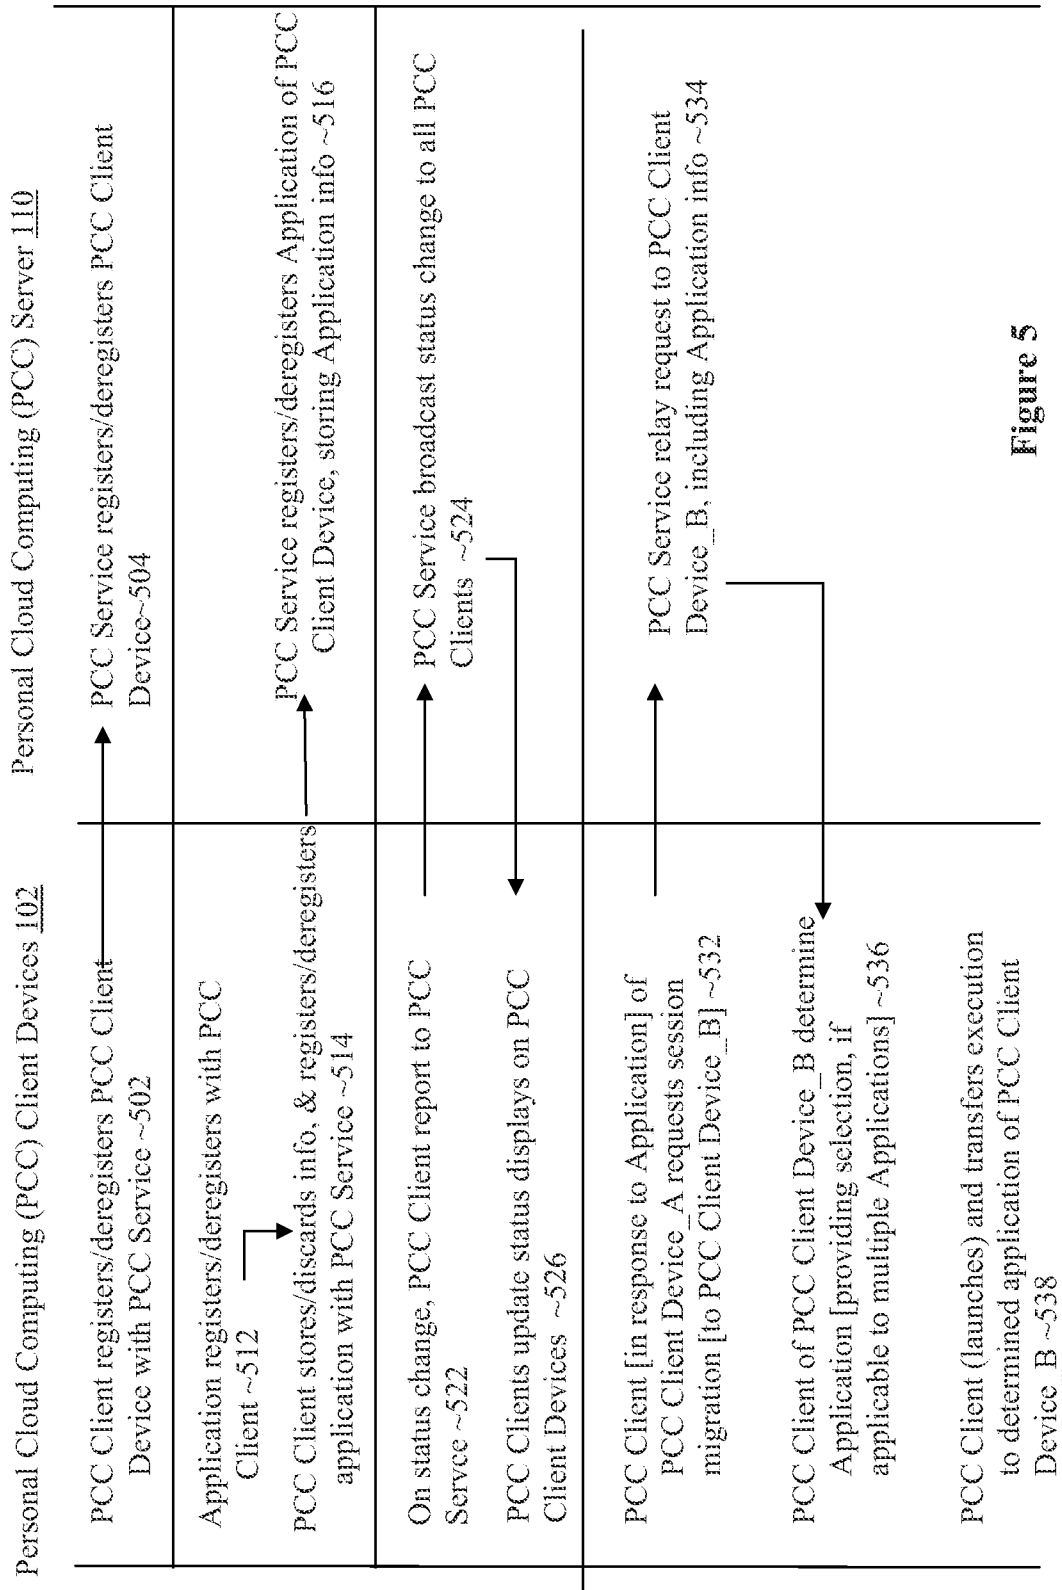 Personal Cloud Computing (PCC) Client Devices 102
Personal Cloud Computing (PCC) Server 110
PCC Client registers/deregisters PCC Client
Device with PCC Service ~502
PCC Service registers/deregisters PCC Client
Device~504
Application registers/deregisters with PCC
Client ~512
PCC Client stores/discards info, & registers/deregisters
application with PCC Service ~514
PCC Service registers/deregisters Application of PCC
Client Device, storing Application info ~516
On status change, PCC Client report to PCC
Servce ~522
PCC Service broadcast status change to all PCC
Clients ~524
PCC Clients update status displays on PCC
Client Devices ~526
PCC Client [in response to Application] of
PCC Client Device_A requests session
migration [to PCC Client Device_B] ~532
PCC Service relay request to PCC Client
Device_B, including Application info ~534
PCC Client of PCC Client Device_B determine
Application [providing selection, if
applicable to multiple Applications] ~536
PCC Client (launches) and transfers execution
to determined application of PCC Client
Device_B ~538
Figure 5